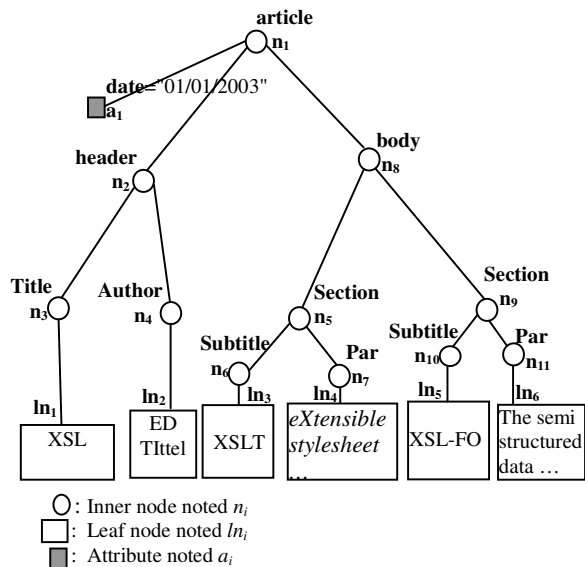 article
n1
date="01/01/2003"
a1
header
n2
body
n8
Title
n3
Author
n4
Section
n5
Section
n9
Subtitle
n6
Par
n7
Subtitle
n10
Par
n11
ln1
ln2
ln3
ln4
ln5
ln6
XSL
ED
TIttel
XSLT
eXtensible
stylesheet
…
XSL-FO
The semi
structured
data …
: Inner node noted ni
: Leaf node noted lni
: Attribute noted ai